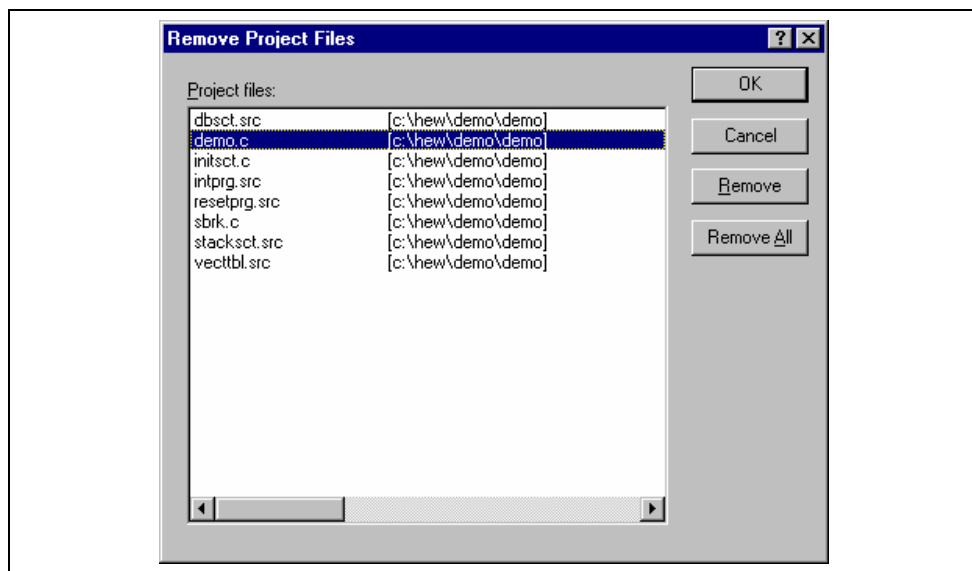 Remove Project Files
Project files:
OK
dbsct.src [c:\hew\demo\demo]
demo.c [c:\hew\demo\demo]
Cancel
initsct.c [c:\hew\demo\demo]
intprg.src [c:\hew\demo\demo]
Remove
resetprg.src [c:\hew\demo\demo]
sbrk.c [c:\hew\demo\demo]
stacksct.src [c:\hew\demo\demo]
Remove All
vecttbl.src [c:\hew\demo\demo]